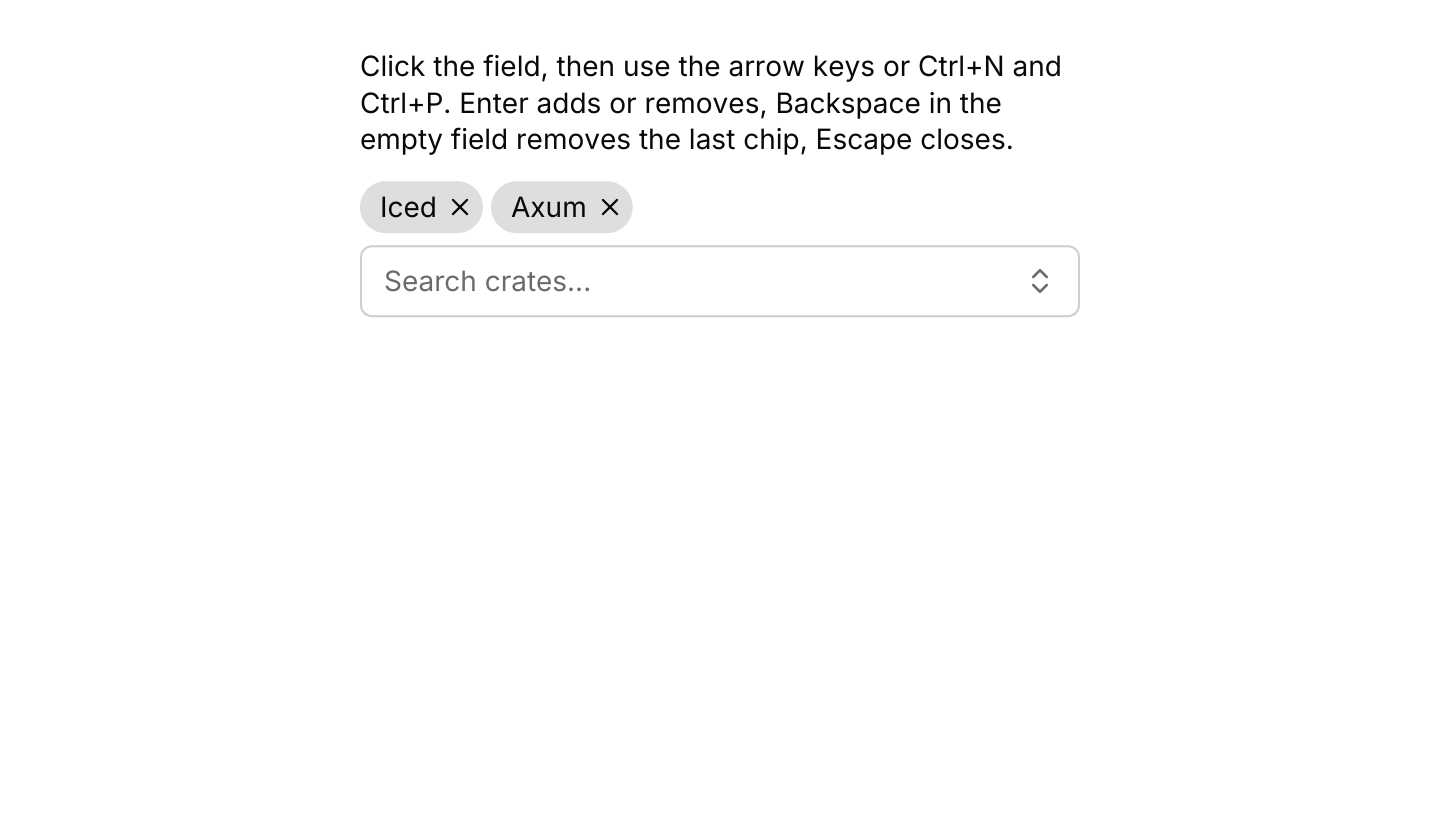 Click the field, then use the arrow keys or Ctrl+N and
Ctrl+P. Enter adds or removes, Backspace in the
empty field removes the last chip, Escape closes.
Iced Axum
Search crates...